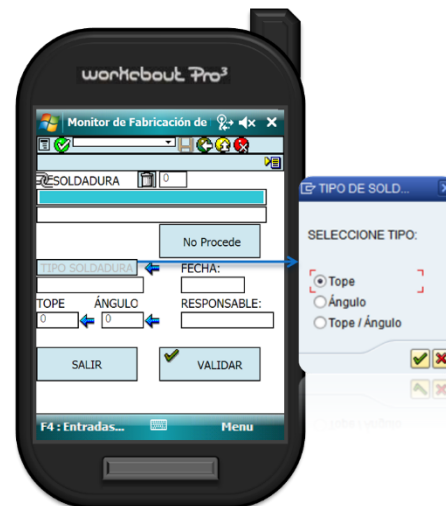 workabout Pro³
Monitor de Fabricación de
RESOLDADURA 0
No Procede
TIPO SOLDADURA FECHA:
TOPE ÁNGULO RESPONSABLE:
0 0
SALIR VALIDAR
F4 : Entradas... Menu
TIPO DE SOLD...
SELECCIONE TIPO:
Tope
Ángulo
Tope / Ángulo